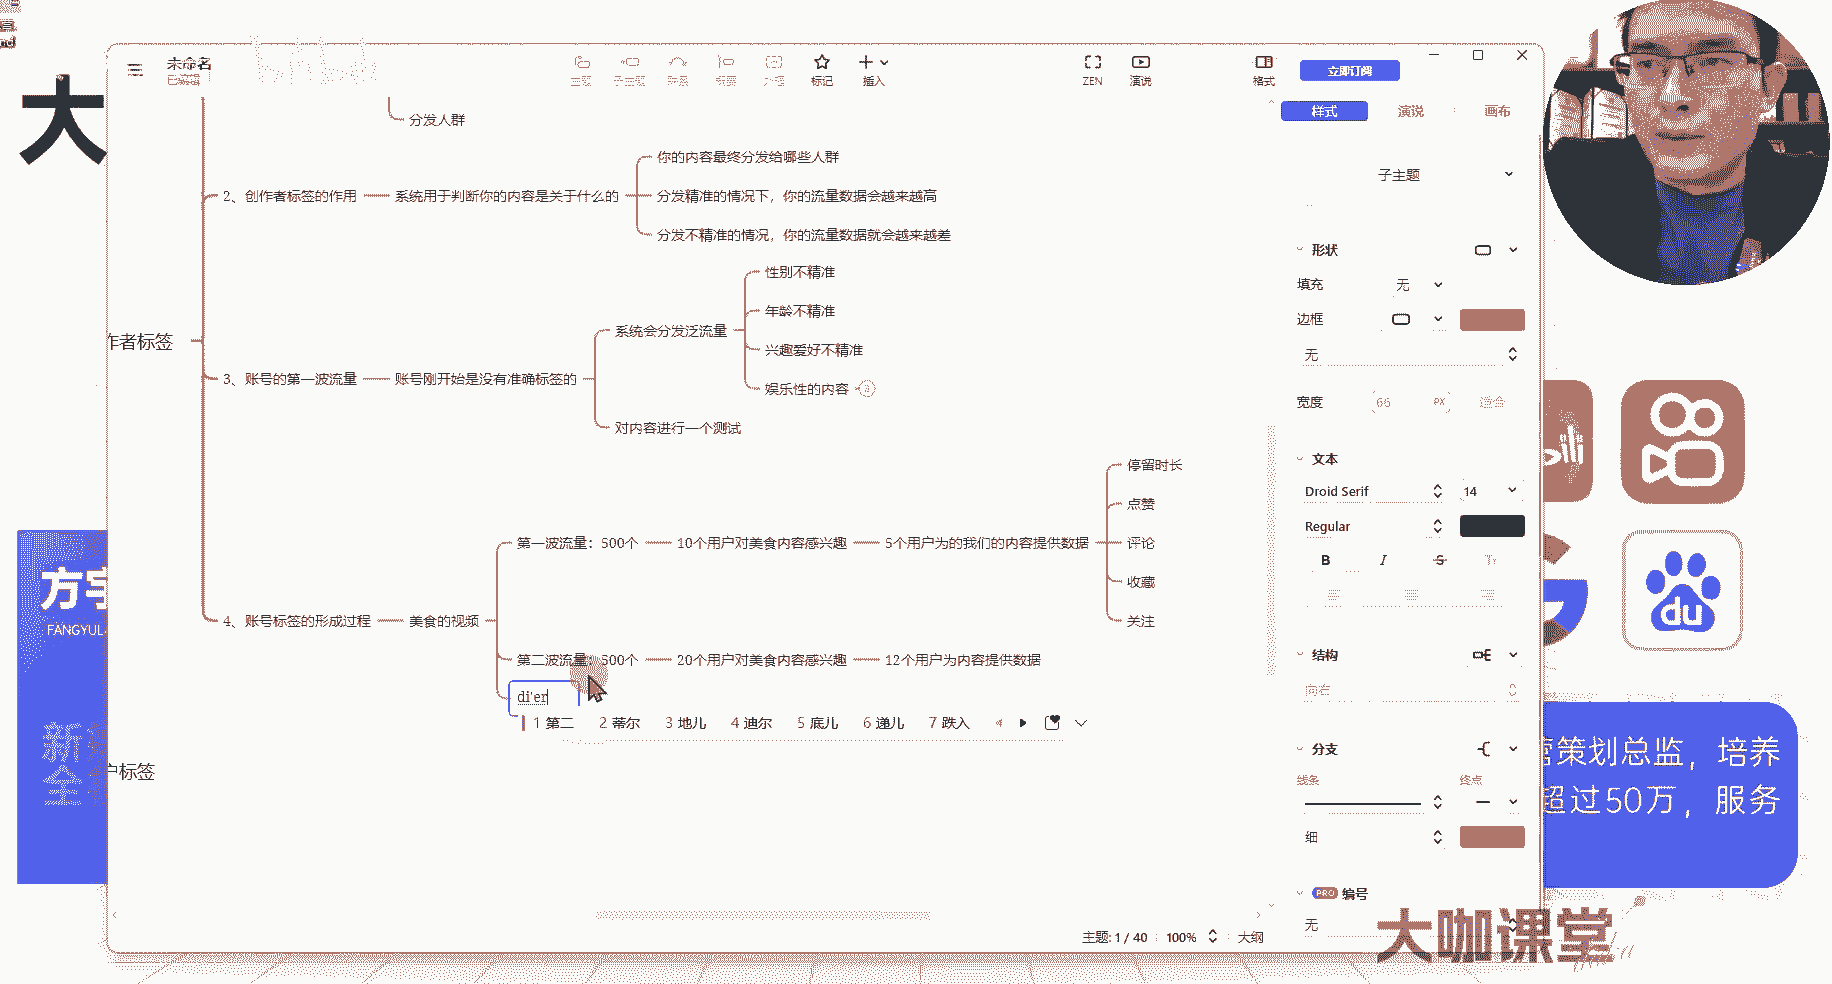 大
未命名
已编辑
主题
子主题
联系
概要
外框
标记
插入
ZEN
演说
格式
立即订阅
样式
演说
画布
分发人群
2、创作者标签的作用
系统用于判断你的内容是关于什么的
你的内容最终分发给哪些人群
分发精准的情况下，你的流量数据会越来越高
分发不精准的情况，你的流量数据就会越来越差
作者标签
3、账号的第一波流量
账号刚开始是没有准确标签的
系统会分发泛流量
性别不精准
年龄不精准
兴趣爱好不精准
娱乐性的内容
对内容进行一个测试
4、账号标签的形成过程
美食的视频
第一波流量：500个
10个用户对美食内容感兴趣
5个用户为的我们的内容提供数据
停留时长
点赞
评论
收藏
关注
第二波流量：600个
20个用户对美食内容感兴趣
12个用户为内容提供数据
di'er
1 第二 2 蒂尔 3 地儿 4 迪尔 5 底儿 6 递儿 7 跌入
户标签
子主题
形状
填充 无
边框
无
宽度 66 PX 适合
文本
Droid Serif 14
Regular
B I S Tт
结构
向右
分支
线条 终点
细
PRO 编号
无
主题: 1 / 40 100% 大纲
方宇
FANGYUL
新
全
du
营策划总监，培养
超过50万，服务
大咖课堂